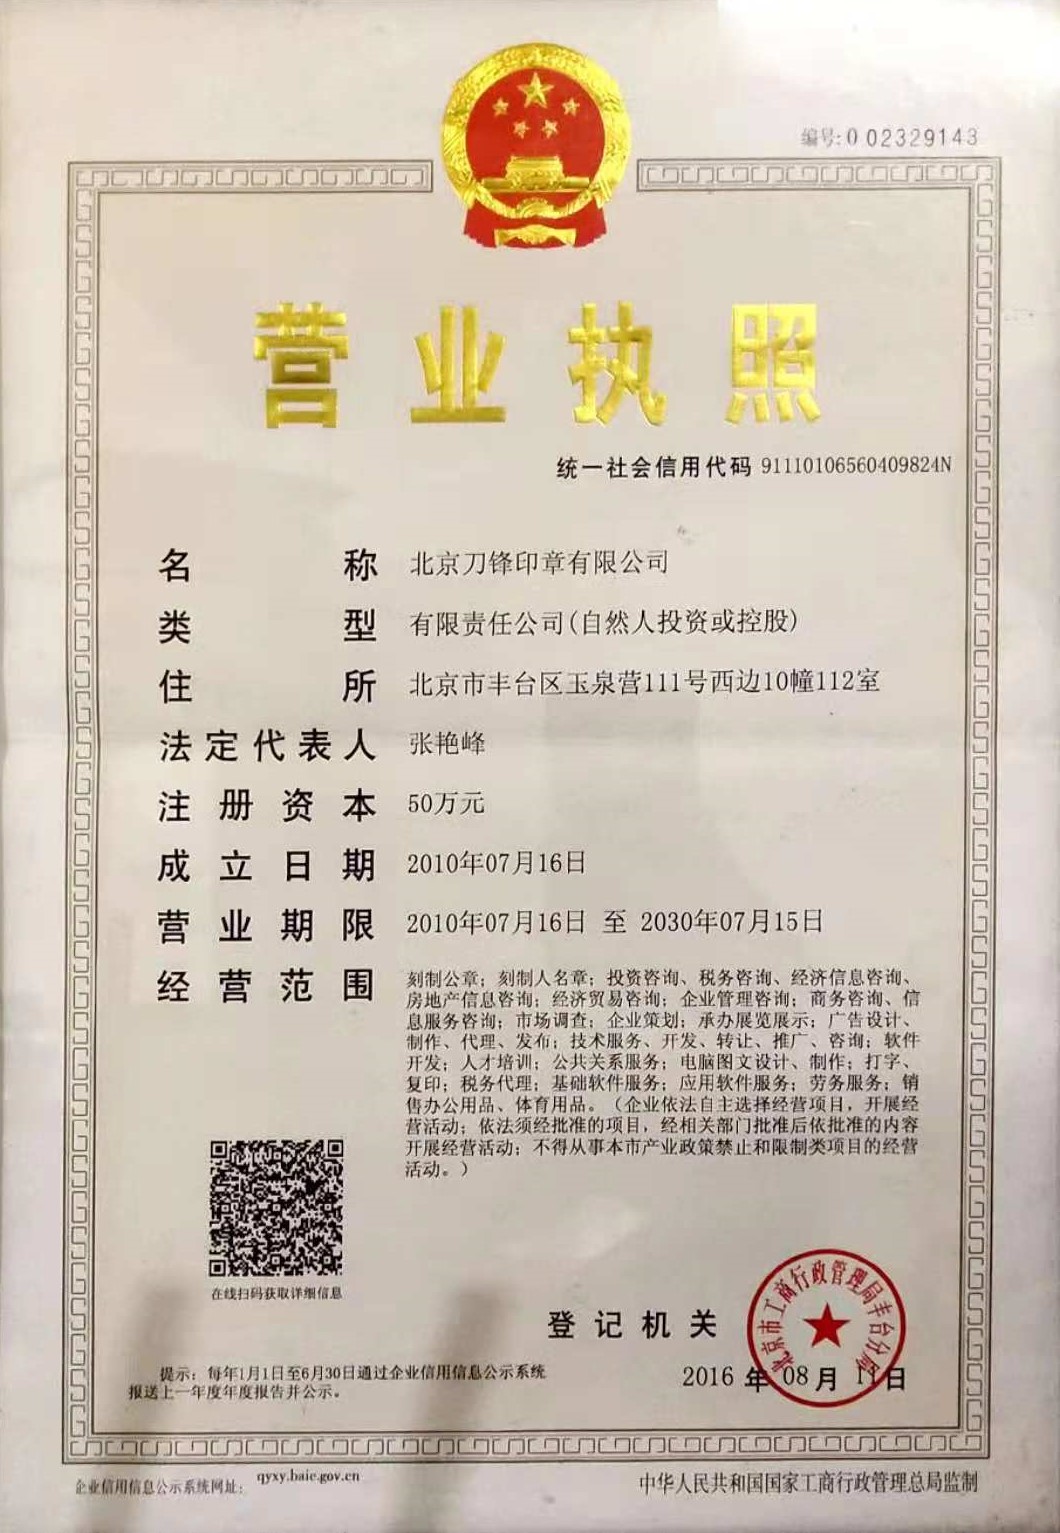 编号:0 02329143
营业执照
统一社会信用代码 91110106560409824N
名称 北京刀锋印章有限公司
类型 有限责任公司(自然人投资或控股)
住所 北京市丰台区玉泉营111号西边10幢112室
法定代表人 张艳峰
注册资本 50万元
成立日期 2010年07月16日
营业期限 2010年07月16日 至 2030年07月15日
经营范围 刻制公章；刻制人名章；投资咨询、税务咨询、经济信息咨询、
房地产信息咨询；经济贸易咨询；企业管理咨询；商务咨询、信
息服务咨询；市场调查；企业策划；承办展览展示；广告设计、
制作、代理、发布；技术服务、开发、转让、推广、咨询；软件
开发；人才培训；公共关系服务；电脑图文设计、制作；打字、
复印；税务代理；基础软件服务；应用软件服务；劳务服务；销
售办公用品、体育用品。（企业依法自主选择经营项目，开展经
营活动；依法须经批准的项目，经相关部门批准后依批准的内容
开展经营活动；不得从事本市产业政策禁止和限制类项目的经营
活动。）
在线扫码获取详细信息
登记机关
北京市工商行政管理局丰台分局
2016 年 08 月 11 日
提示：每年1月1日至6月30日通过企业信用信息公示系统
报送上一年度年度报告并公示。
企业信用信息公示系统网址： qyxy.baic.gov.cn
中华人民共和国国家工商行政管理总局监制